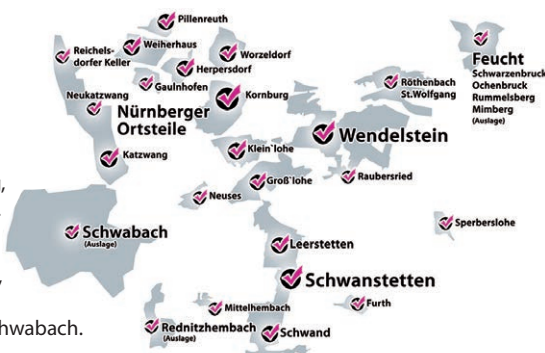 Pillenreuth
Reichels-
dorfer Keller
Weiherhaus
Worzeldorf
Herpersdorf
Gaulnhofen
Neukatzwang
Kornburg
Nürnberger
Ortsteile
Katzwang
Röthenbach
St.Wolfgang
Feucht
Schwarzenbruck
Ochenbruck
Rummelsberg
Mimberg
(Auslage)
Wendelstein
Klein`lohe
Groß`lohe
Raubersried
Neuses
Schwabach
(Auslage)
Sperberslohe
Leerstetten
Schwanstetten
Mittelhembach
Furth
Rednitzhembach
(Auslage)
Schwand
hwabach.